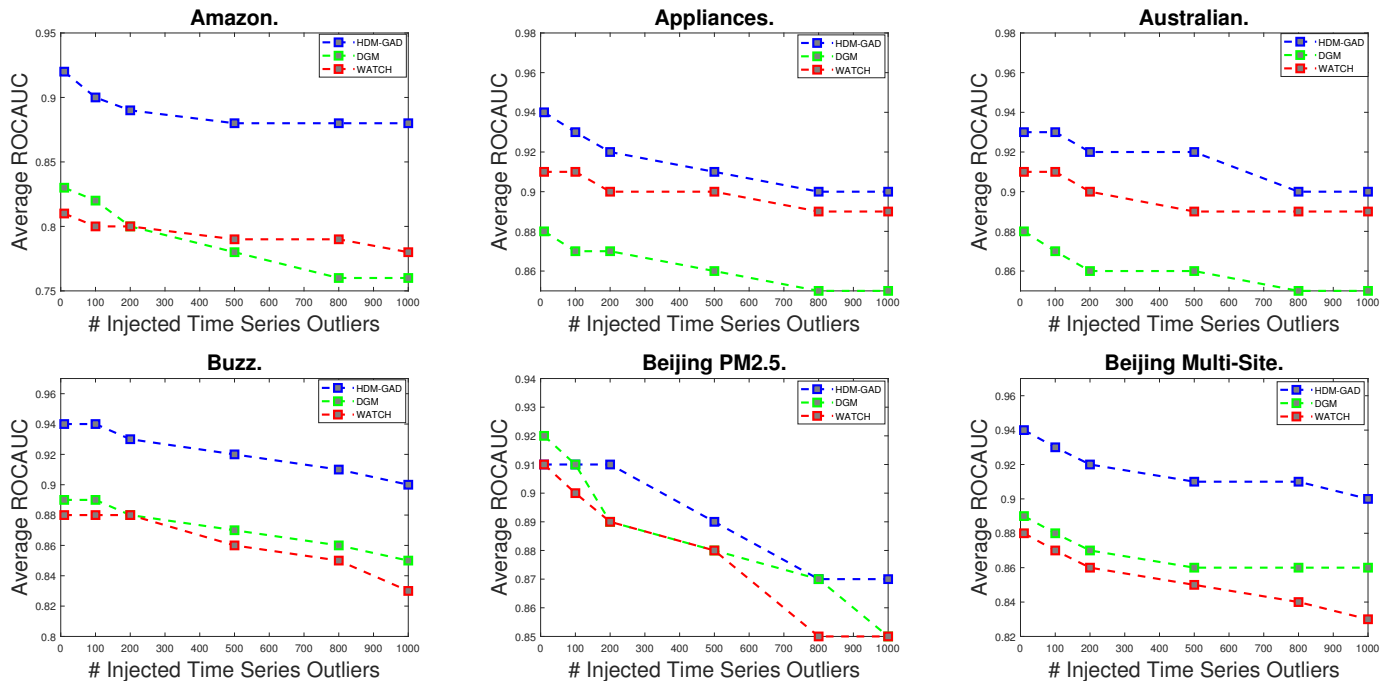 Amazon.
0.95
0.9
0.85
0.8
0.75
Average ROCAUC
HDM-GAD
DGM
WATCH
0 100 200 300 400 500 600 700 800 900 1000
# Injected Time Series Outliers
Appliances.
0.98
0.96
0.94
0.92
0.9
0.88
0.86
Average ROCAUC
HDM-GAD
DGM
WATCH
0 100 200 300 400 500 600 700 800 900 1000
# Injected Time Series Outliers
Australian.
0.98
0.96
0.94
0.92
0.9
0.88
0.86
Average ROCAUC
HDM-GAD
DGM
WATCH
0 100 200 300 400 500 600 700 800 900 1000
# Injected Time Series Outliers
Buzz.
0.96
0.94
0.92
0.9
0.88
0.86
0.84
0.82
0.8
Average ROCAUC
HDM-GAD
DGM
WATCH
0 100 200 300 400 500 600 700 800 900 1000
# Injected Time Series Outliers
Beijing PM2.5.
0.94
0.93
0.92
0.91
0.9
0.89
0.88
0.87
0.86
0.85
Average ROCAUC
HDM-GAD
DGM
WATCH
0 100 200 300 400 500 600 700 800 900 1000
# Injected Time Series Outliers
Beijing Multi-Site.
0.96
0.94
0.92
0.9
0.88
0.86
0.84
0.82
Average ROCAUC
HDM-GAD
DGM
WATCH
0 100 200 300 400 500 600 700 800 900 1000
# Injected Time Series Outliers